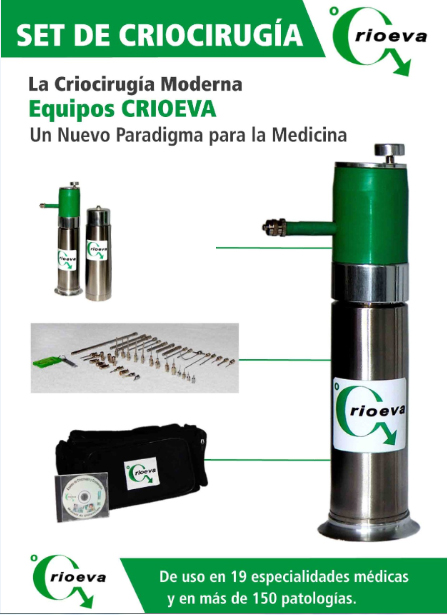 SET DE CRIOCIRUGÍA
°Crioeva
La Criocirugía Moderna
Equipos CRIOEVA
Un Nuevo Paradigma para la Medicina
Crioeva
Crioeva
°Crioeva
Crioeva
°Crioeva
De uso en 19 especialidades médicas
y en más de 150 patologías.